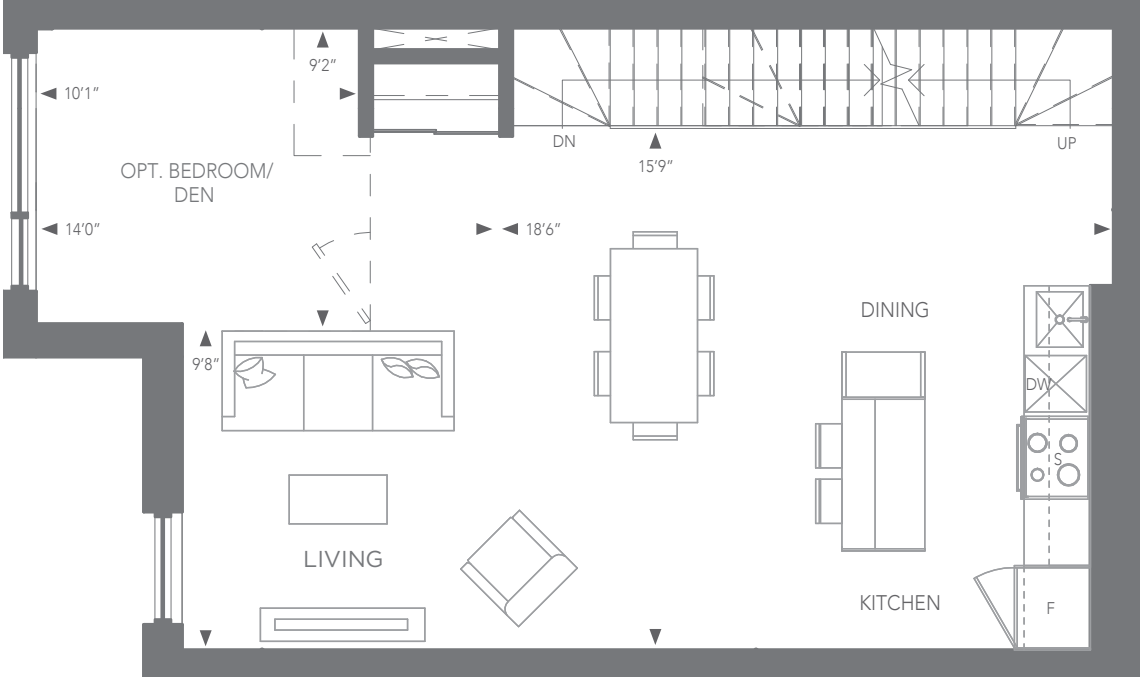 9'2"
10'1"
DN
UP
15'9"
OPT. BEDROOM/
DEN
14'0"
18'6"
DINING
9'8"
DW
S
LIVING
KITCHEN
F